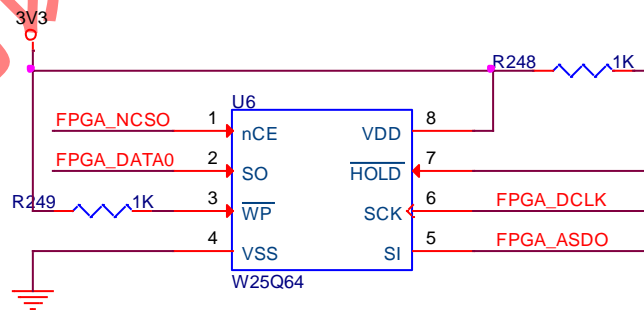 3V3
R248 1K
U6
FPGA_NCSO 1 nCE VDD 8
FPGA_DATA0 2 SO HOLD 7
R249 1K 3 WP SCK 6 FPGA_DCLK
4 VSS SI 5 FPGA_ASDO
W25Q64